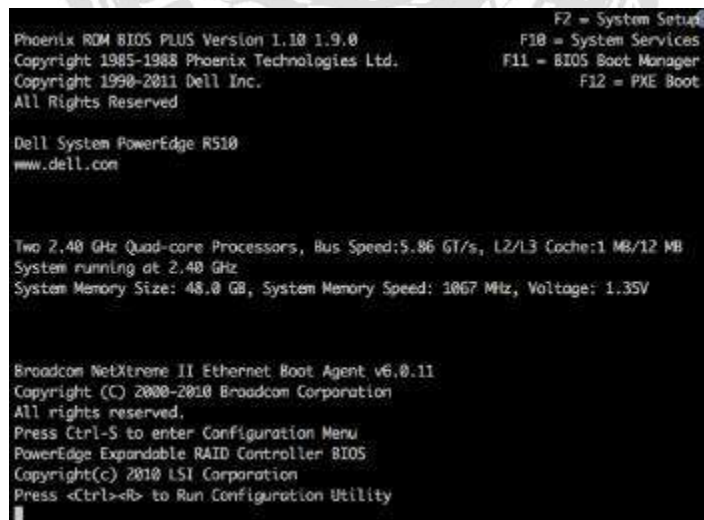 F2 = System Setup
Phoenix ROM BIOS PLUS Version 1.10 1.9.0 F10 = System Services
Copyright 1985-1988 Phoenix Technologies Ltd. F11 = BIOS Boot Manager
Copyright 1990-2011 Dell Inc. F12 = PXE Boot
All Rights Reserved
Dell System PowerEdge R510
www.dell.com
Two 2.40 GHz Quad-core Processors, Bus Speed:5.86 GT/s, L2/L3 Cache:1 MB/12 MB
System running at 2.40 GHz
System Memory Size: 48.0 GB, System Memory Speed: 1067 MHz, Voltage: 1.35V
Broadcom NetXtreme II Ethernet Boot Agent v6.0.11
Copyright (C) 2000-2010 Broadcom Corporation
All rights reserved.
Press Ctrl-S to enter Configuration Menu
PowerEdge Expandable RAID Controller BIOS
Copyright(c) 2010 LSI Corporation
Press <Ctrl><R> to Run Configuration Utility